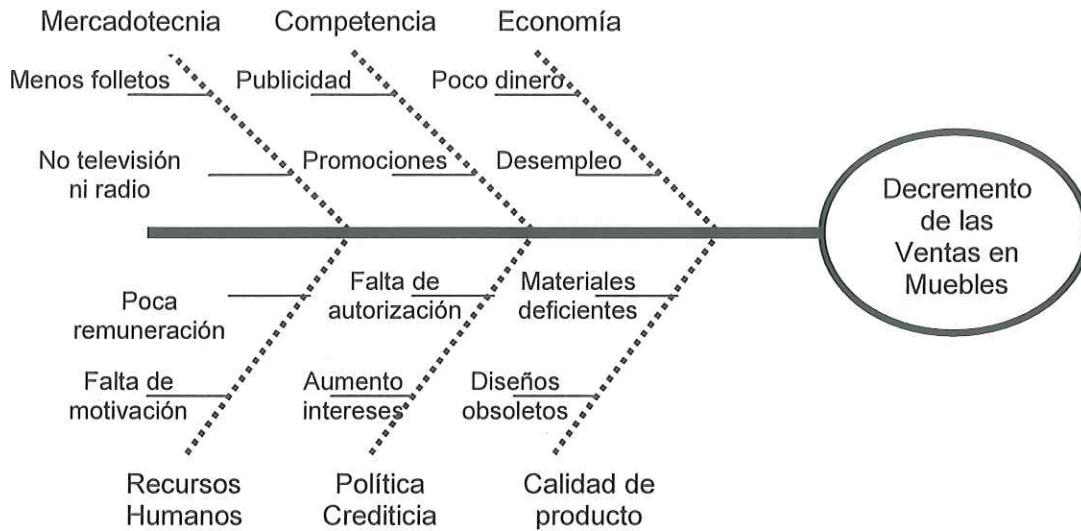 Mercadotecnia
Competencia
Economía
Menos folletos
Publicidad
Poco dinero
No televisión
ni radio
Promociones
Desempleo
Decremento
de las
Ventas en
Muebles
Poca
remuneración
Falta de
autorización
Materiales
deficientes
Falta de
motivación
Aumento
intereses
Diseños
obsoletos
Recursos
Humanos
Política
Crediticia
Calidad de
producto